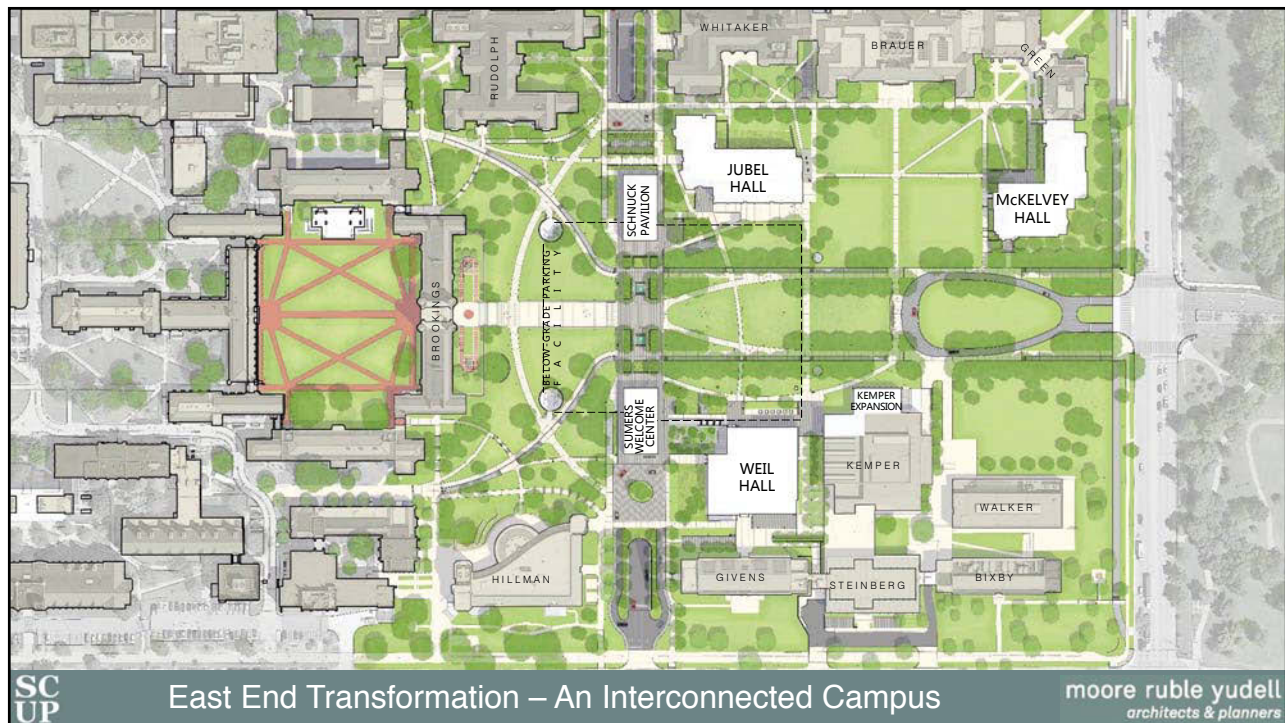 WHITAKER
BRAUER
GREEN
RUDOLPH
JUBEL
HALL
McKELVEY
HALL
SCHNUCK
PAVILION
BROOKINGS
BELOW-GRADE PARKING
FACILITY
SUMERS
WELCOME
CENTER
KEMPER
EXPANSION
WEIL
HALL
KEMPER
WALKER
HILLMAN
GIVENS
STEINBERG
BIXBY
SC
UP
East End Transformation – An Interconnected Campus
moore ruble yudell
architects & planners